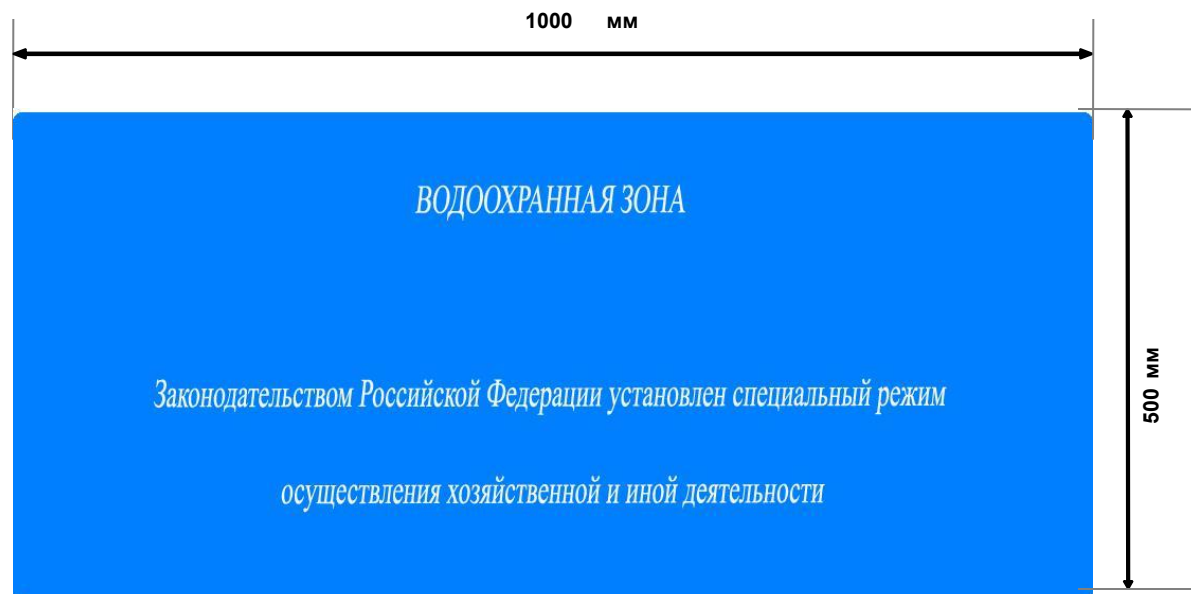 1000 мм
ВОДООХРАННАЯ ЗОНА
Законодательством Российской Федерации установлен специальный режим
осуществления хозяйственной и иной деятельности
500 мм